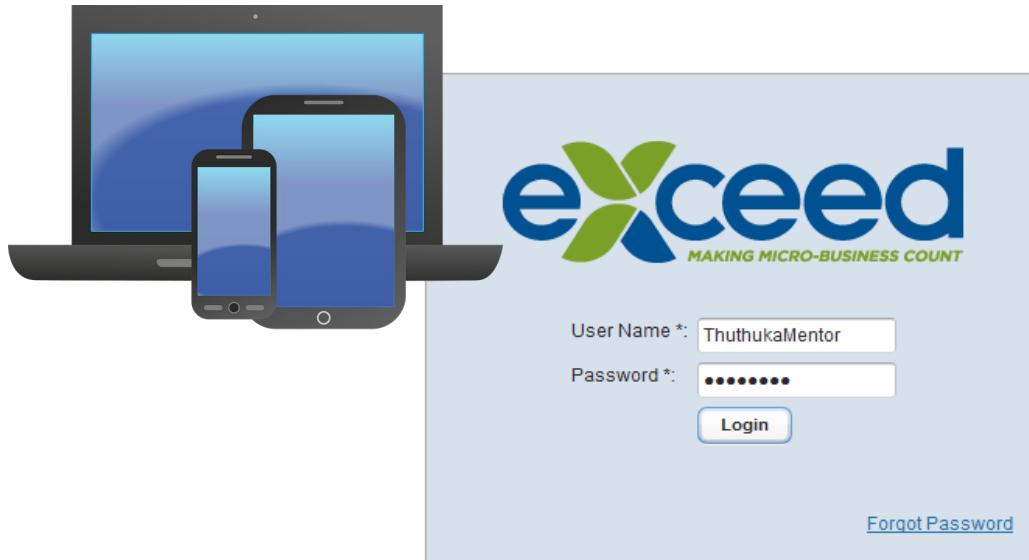 exceed
MAKING MICRO-BUSINESS COUNT
User Name *: ThuthukaMentor
Password *: ●●●●●●●●
Login
Forgot Password